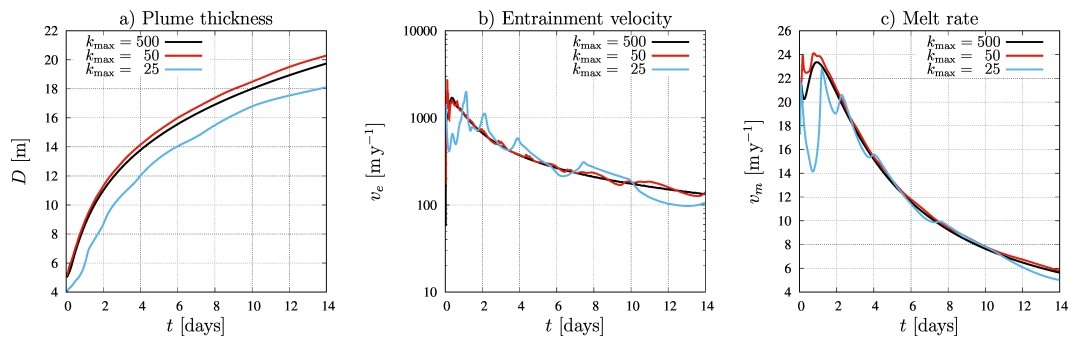 a) Plume thickness
k_max = 500
k_max = 50
k_max = 25
22
20
18
16
14
12
10
8
6
4
D [m]
0 2 4 6 8 10 12 14
t [days]
b) Entrainment velocity
k_max = 500
k_max = 50
k_max = 25
10000
1000
100
10
v_e [m y⁻¹]
0 2 4 6 8 10 12 14
t [days]
c) Melt rate
k_max = 500
k_max = 50
k_max = 25
26
24
22
20
18
16
14
12
10
8
6
4
v_m [m y⁻¹]
0 2 4 6 8 10 12 14
t [days]